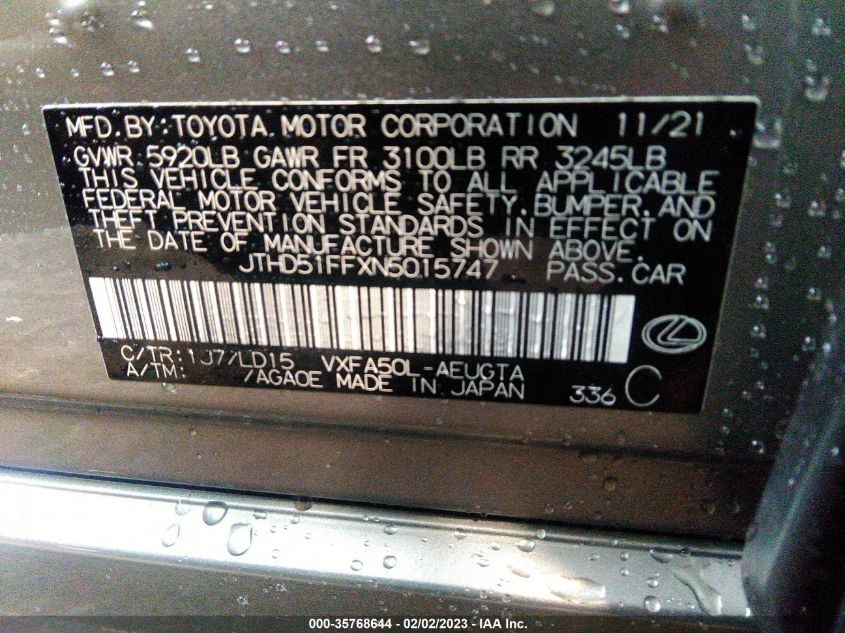 MFD. BY: TOYOTA MOTOR CORPORATION 11/21
GVWR 5920LB GAWR FR 3100LB RR 3245LB
THIS VEHICLE CONFORMS TO ALL APPLICABLE
FEDERAL MOTOR VEHICLE SAFETY, BUMPER, AND
THEFT PREVENTION STANDARDS IN EFFECT ON
THE DATE OF MANUFACTURE SHOWN ABOVE.
JTHD51FFXN5015747 PASS. CAR
C/TR: 1J7/LD15 VXFA50L-AEUGTA
A/TM: /AGA0E MADE IN JAPAN 336 C
000-35768644 - 02/02/2023 - IAA Inc.